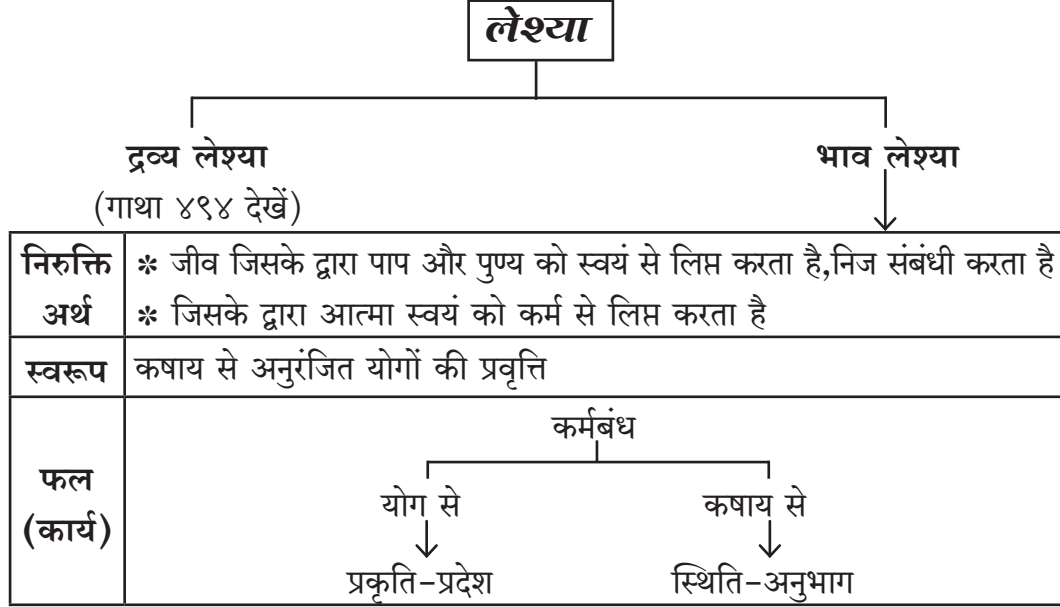 लेश्या
द्रव्य लेश्या भाव लेश्या
(गाथा ४९४ देखें)
निरुक्ति अर्थ
* जीव जिसके द्वारा पाप और पुण्य को स्वयं से लिप्त करता है,निज संबंधी करता है
* जिसके द्वारा आत्मा स्वयं को कर्म से लिप्त करता है
स्वरूप कषाय से अनुरंजित योगों की प्रवृत्ति
फल
(कार्य)
कर्मबंध
योग से कषाय से
प्रकृति-प्रदेश स्थिति-अनुभाग